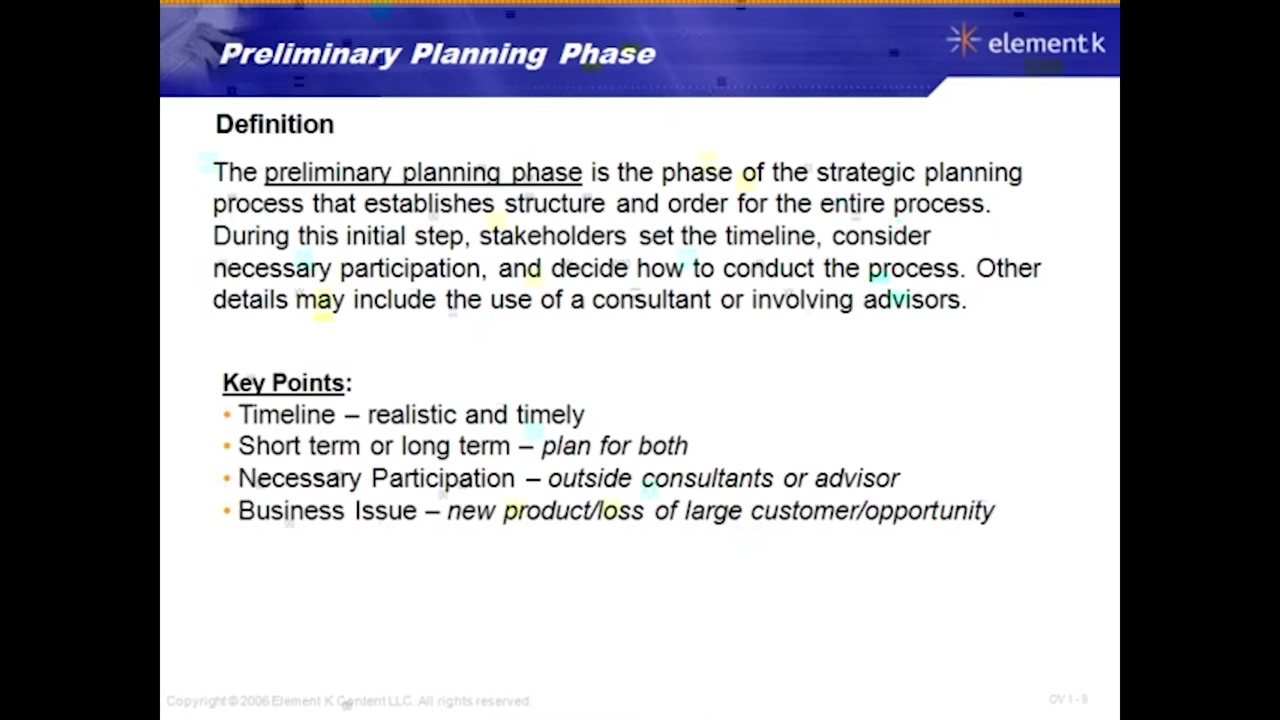 Preliminary Planning Phase
element k
Definition
The preliminary planning phase is the phase of the strategic planning
process that establishes structure and order for the entire process.
During this initial step, stakeholders set the timeline, consider
necessary participation, and decide how to conduct the process. Other
details may include the use of a consultant or involving advisors.
Key Points:
• Timeline – realistic and timely
• Short term or long term – plan for both
• Necessary Participation – outside consultants or advisor
• Business Issue – new product/loss of large customer/opportunity
Copyright © 2006 Element K Content LLC. All rights reserved.
OV 1 - 9